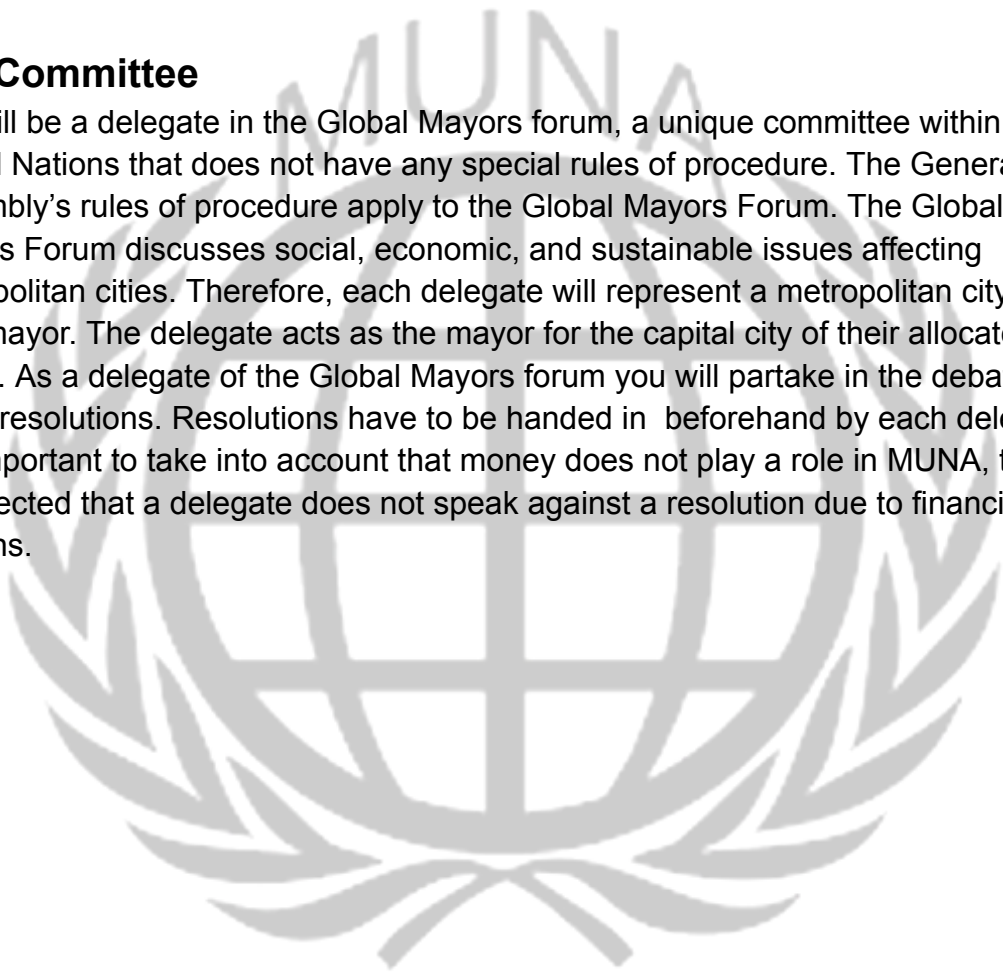 MUNA
Committee
ill be a delegate in the Global Mayors forum, a unique committee within
Nations that does not have any special rules of procedure. The Genera
mbly's rules of procedure apply to the Global Mayors Forum. The Global
s Forum discusses social, economic, and sustainable issues affecting
politan cities. Therefore, each delegate will represent a metropolitan city
mayor. The delegate acts as the mayor for the capital city of their allocate
. As a delegate of the Global Mayors forum you will partake in the deba
resolutions. Resolutions have to be handed in  beforehand by each dele
mportant to take into account that money does not play a role in MUNA, t
ected that a delegate does not speak against a resolution due to financi
ns.